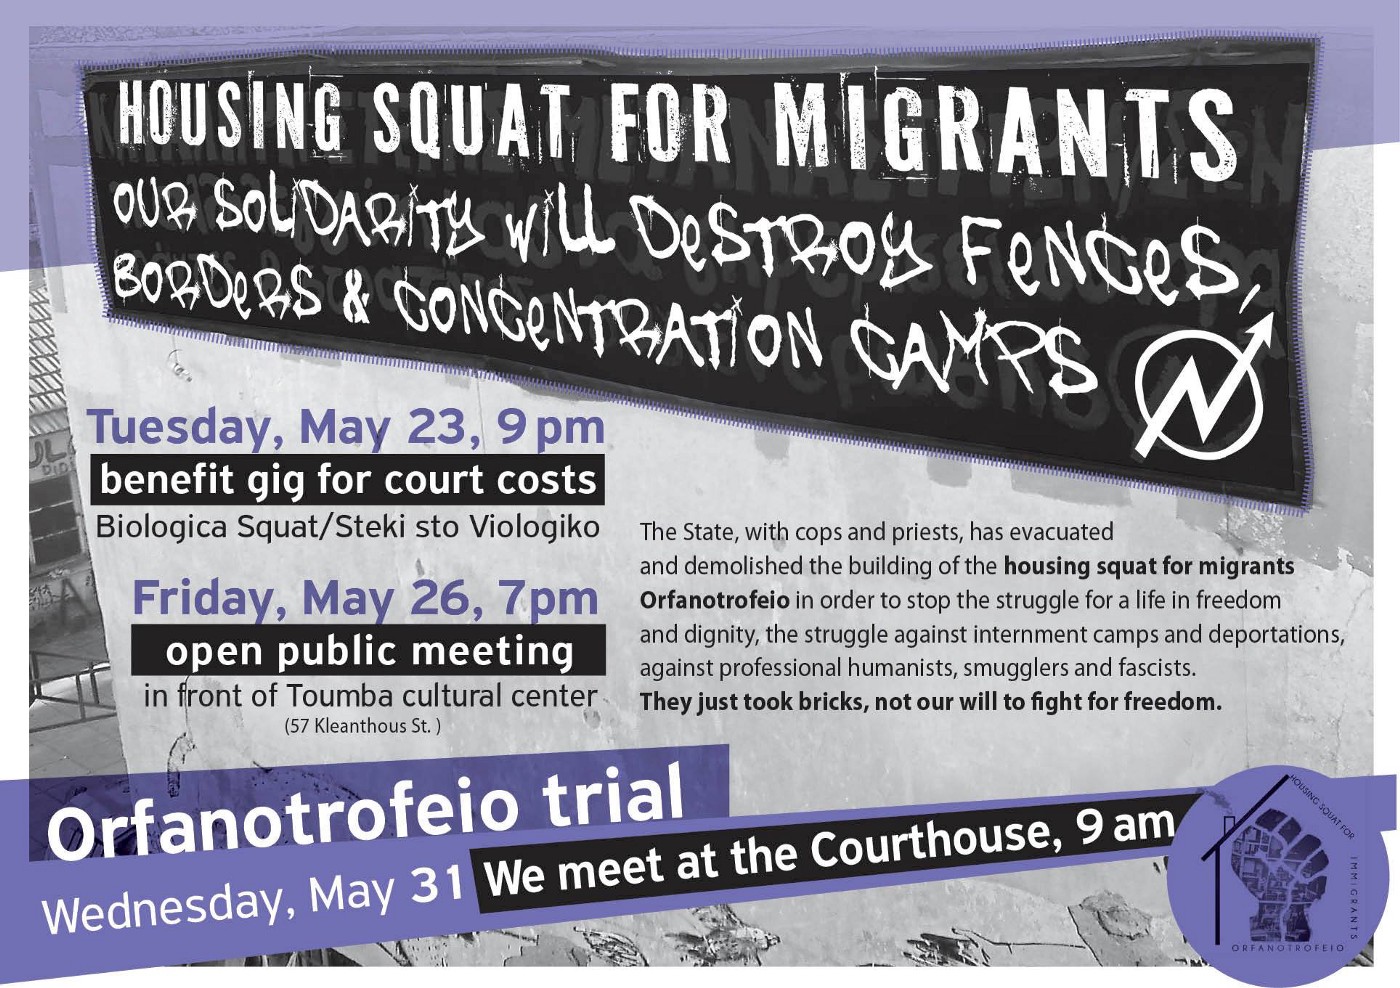 HOUSING SQUAT FOR MIGRANTS
OUR SOLIDARITY WILL DESTROY FENCES,
BORDERS & CONCENTRATION CAMPS
Tuesday, May 23, 9 pm
benefit gig for court costs
Biologica Squat/Steki sto Viologiko
Friday, May 26, 7pm
open public meeting
in front of Toumba cultural center
(57 Kleanthous St. )
The State, with cops and priests, has evacuated
and demolished the building of the housing squat for migrants
Orfanotrofeio in order to stop the struggle for a life in freedom
and dignity, the struggle against internment camps and deportations,
against professional humanists, smugglers and fascists.
They just took bricks, not our will to fight for freedom.
Orfanotrofeio trial
Wednesday, May 31 We meet at the Courthouse, 9 am
HOUSING SQUAT FOR
IMMIGRANTS
ORFANOTROFEIO